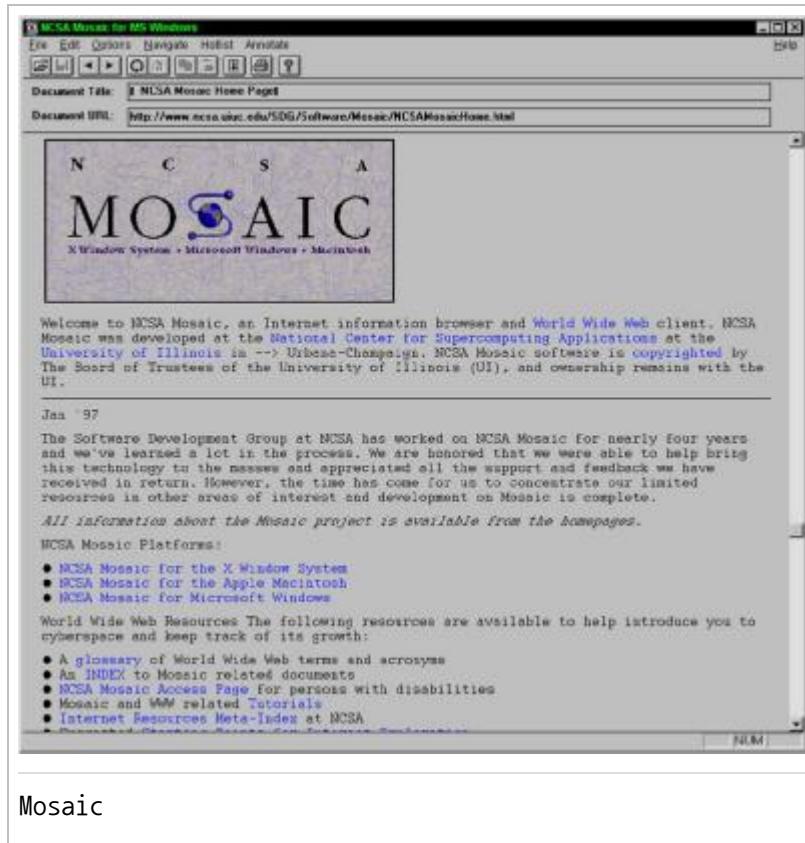 NCSA Mosaic for MS Windows
File Edit Options Navigate Hotlist Annotate Help
Document Title: NCSA Mosaic Home Page
Document URL: http://www.ncsa.uiuc.edu/SDG/Software/Mosaic/NCSAMosaicHome.html
N C S A
MOSAIC
X Window System • Microsoft Windows • Macintosh
Welcome to NCSA Mosaic, an Internet information browser and World Wide Web client. NCSA
Mosaic was developed at the National Center for Supercomputing Applications at the
University of Illinois in --> Urbana-Champaign. NCSA Mosaic software is copyrighted by
The Board of Trustees of the University of Illinois (UI), and ownership remains with the
UI.
Jan '97
The Software Development Group at NCSA has worked on NCSA Mosaic for nearly four years
and we've learned a lot in the process. We are honored that we were able to help bring
this technology to the masses and appreciated all the support and feedback we have
received in return. However, the time has come for us to concentrate our limited
resources in other areas of interest and development on Mosaic is complete.
All information about the Mosaic project is available from the homepages.
NCSA Mosaic Platforms:
● NCSA Mosaic for the X Window System
● NCSA Mosaic for the Apple Macintosh
● NCSA Mosaic for Microsoft Windows
World Wide Web Resources The following resources are available to help introduce you to
cyberspace and keep track of its growth:
● A glossary of World Wide Web terms and acronyms
● An INDEX to Mosaic related documents
● NCSA Mosaic Access Page for persons with disabilities
● Mosaic and WWW related Tutorials
● Internet Resources Meta-Index at NCSA
NUM
Mosaic